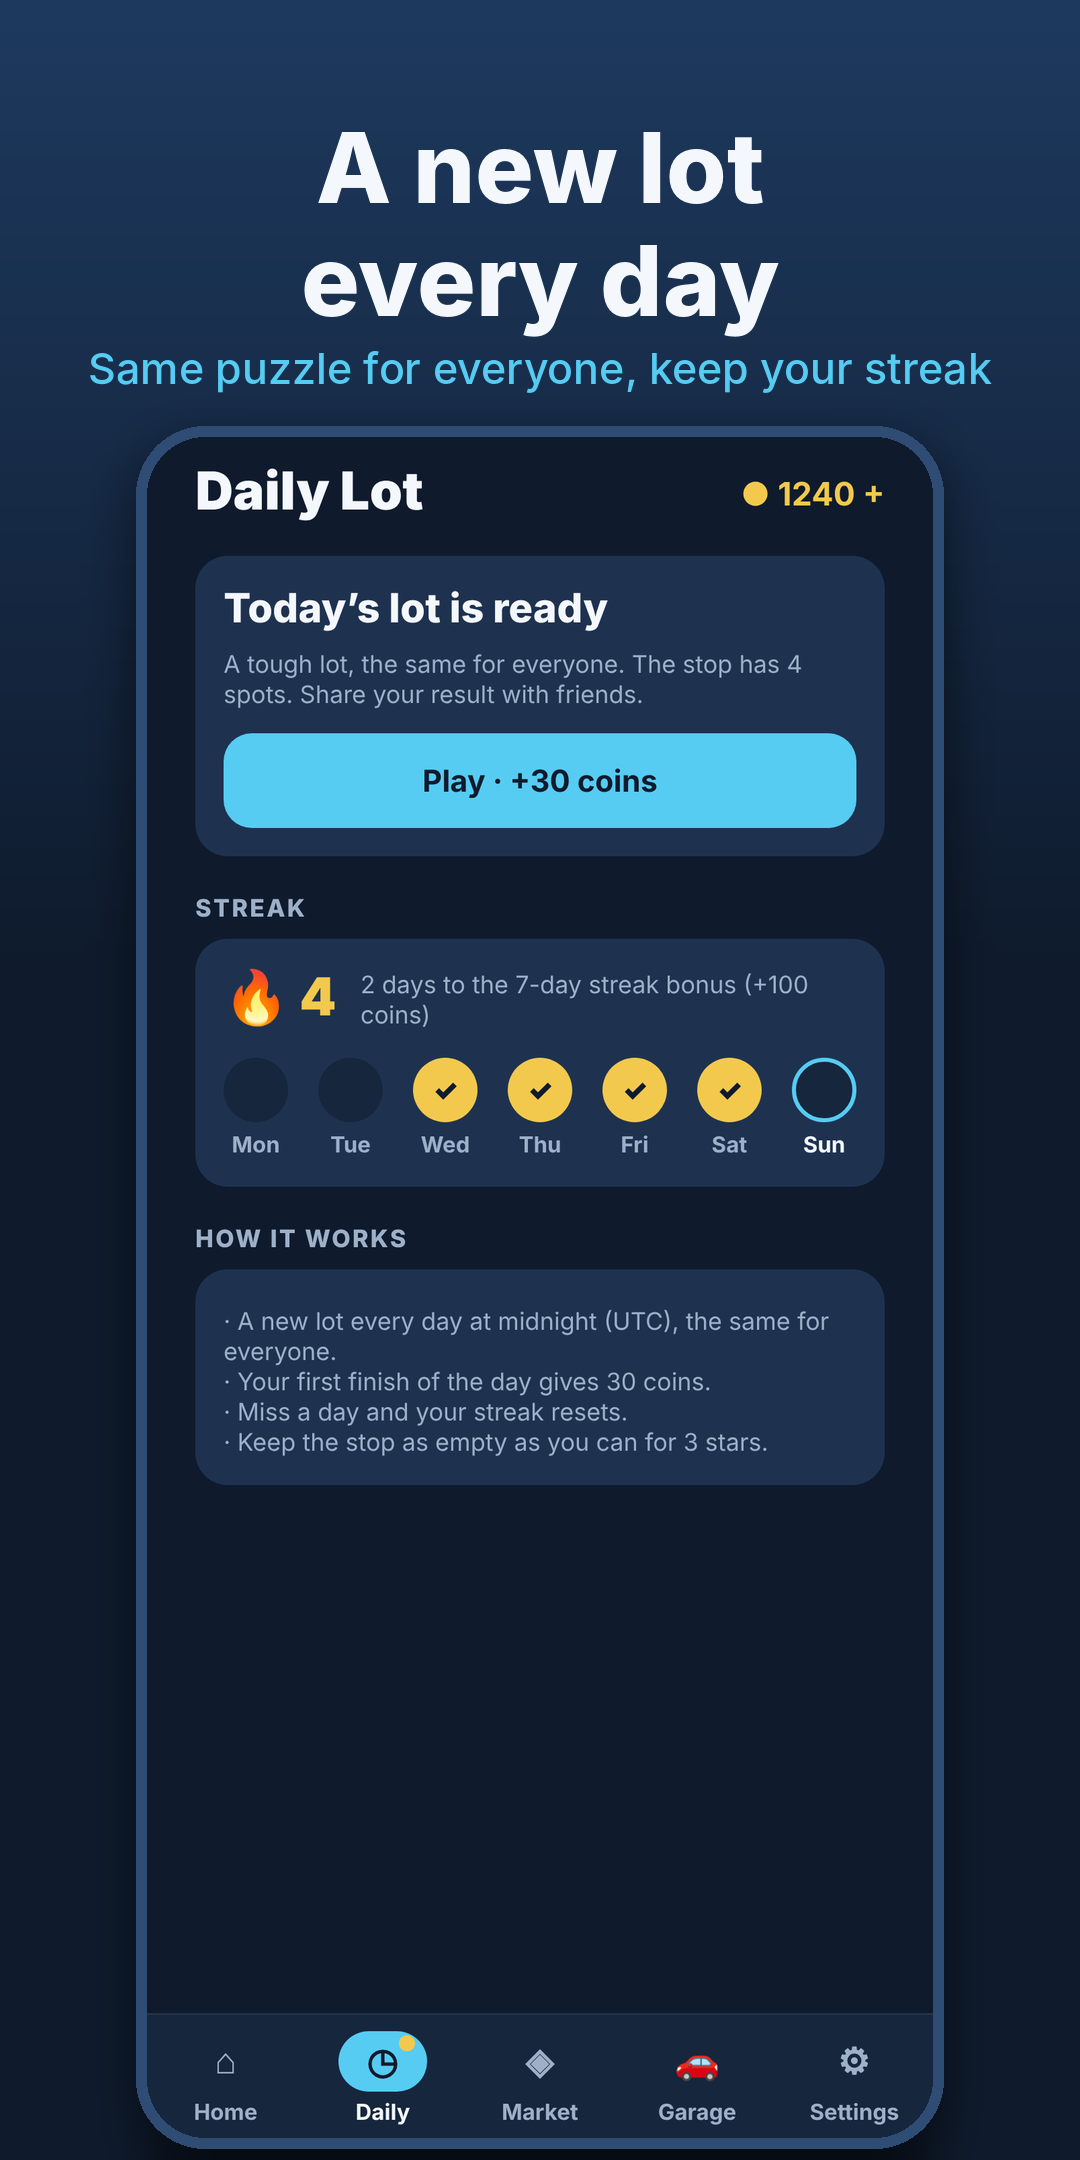 A new lot
every day
Same puzzle for everyone, keep your streak
Daily Lot
1240 +
Today’s lot is ready
A tough lot, the same for everyone. The stop has 4
spots. Share your result with friends.
Play · +30 coins
STREAK
4
2 days to the 7-day streak bonus (+100
coins)
Mon Tue Wed Thu Fri Sat Sun
HOW IT WORKS
· A new lot every day at midnight (UTC), the same for
everyone.
· Your first finish of the day gives 30 coins.
· Miss a day and your streak resets.
· Keep the stop as empty as you can for 3 stars.
Home Daily Market Garage Settings